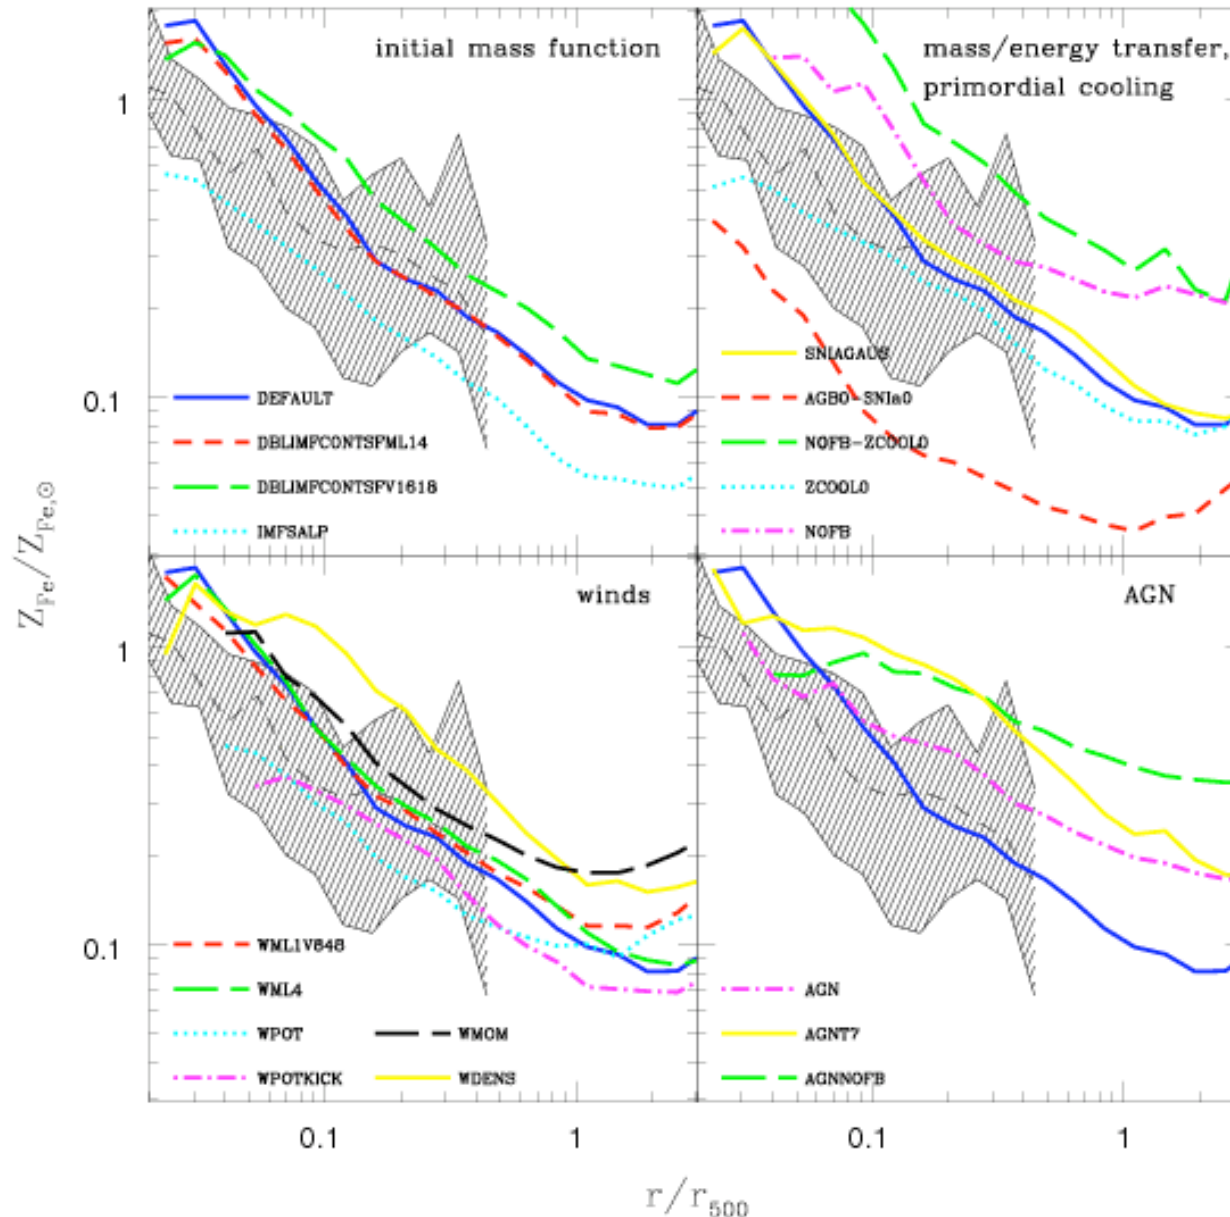 initial mass function
mass/energy transfer,
primordial cooling
1
0.1
DEFAULT
DBLIMFCONTSFML14
DBLIMFCONTSFV1618
IMFSALP
SNIAGAUS
AGB0-SNIa0
NOFB-ZCOOL0
ZCOOL0
NOFB
Z_Fe/Z_Fe,⊙
winds
AGN
1
0.1
WML1V848
WML4
WPOT WMOM
WPOTKICK WDENS
AGN
AGNT7
AGNNOFB
0.1 1 0.1 1
r/r_500